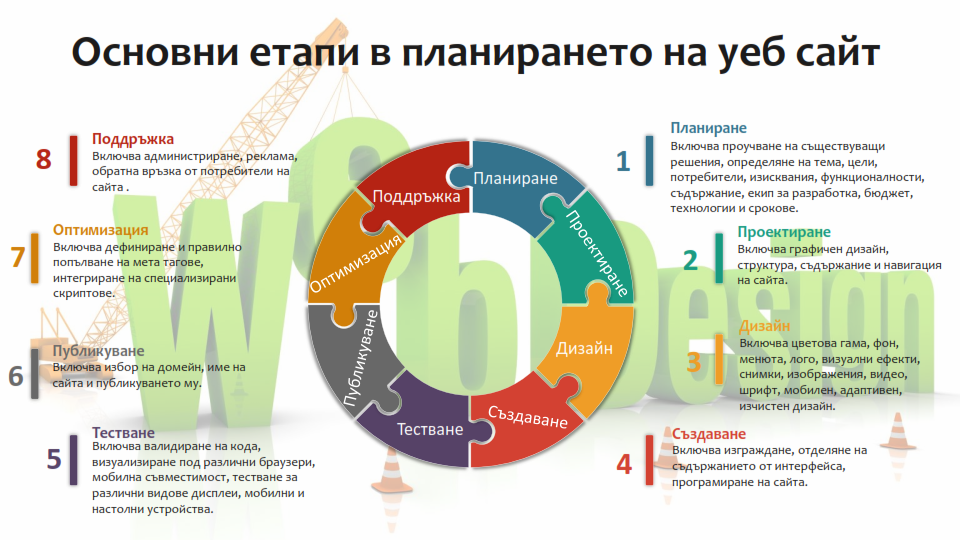 Основни етапи в планирането на уеб сайт
1
Планиране
Включва проучване на съществуващи
решения, определяне на тема, цели,
потребители, изисквания, функционалности,
съдържание, екип за разработка, бюджет,
технологии и срокове.
2
Проектиране
Включва графичен дизайн,
структура, съдържание и навигация
на сайта.
3
Дизайн
Включва цветова гама, фон,
менюта, лого, визуални ефекти,
снимки, изображения, видео,
шрифт, мобилен, адаптивен,
изчистен дизайн.
4
Създаване
Включва изграждане, отделяне на
съдържанието от интерфейса,
програмиране на сайта.
5
Тестване
Включва валидиране на кода,
визуализиране под различни браузери,
мобилна съвместимост, тестване за
различни видове дисплеи, мобилни и
настолни устройства.
6
Публикуване
Включва избор на домейн, име на
сайта и публикуването му.
7
Оптимизация
Включва дефиниране и правилно
попълване на мета тагове,
интегриране на специализирани
скриптове.
8
Поддръжка
Включва администриране, реклама,
обратна връзка от потребители на
сайта .
Планиране
Проектиране
Дизайн
Създаване
Тестване
Публикуване
Оптимизация
Поддръжка
Web Design